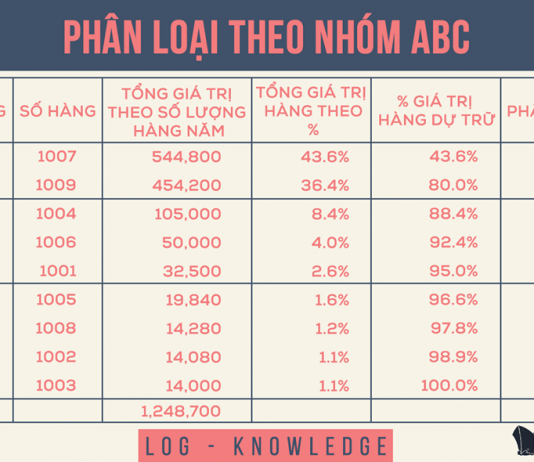 PHÂN LOẠI THEO NHÓM ABC
G SỐ HÀNG TỔNG GIÁ TRỊ THEO SỐ LƯỢNG HÀNG NĂM TỔNG GIÁ TRỊ HÀNG THEO % % GIÁ TRỊ HÀNG DỰ TRỮ PHÂ
1007 544,800 43.6% 43.6%
1009 454,200 36.4% 80.0%
1004 105,000 8.4% 88.4%
1006 50,000 4.0% 92.4%
1001 32,500 2.6% 95.0%
1005 19,840 1.6% 96.6%
1008 14,280 1.2% 97.8%
1002 14,080 1.1% 98.9%
1003 14,000 1.1% 100.0%
1,248,700
LOG - KNOWLEDGE